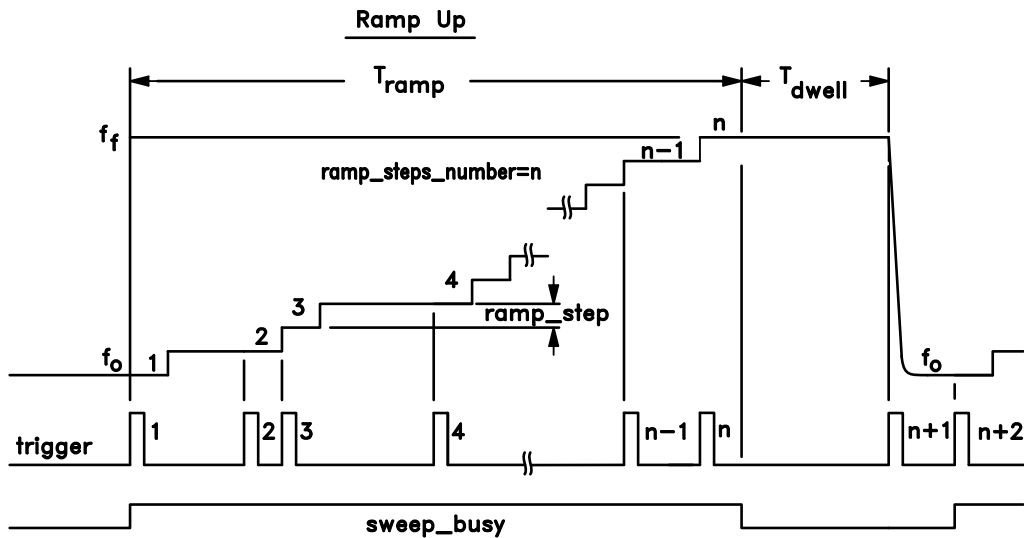 Ramp Up
Tramp
Tdwell
ff
n
n-1
ramp_steps_number=n
4
3
ramp_step
2
fo
1
fo
trigger
1
2
3
4
n-1
n
n+1
n+2
sweep_busy